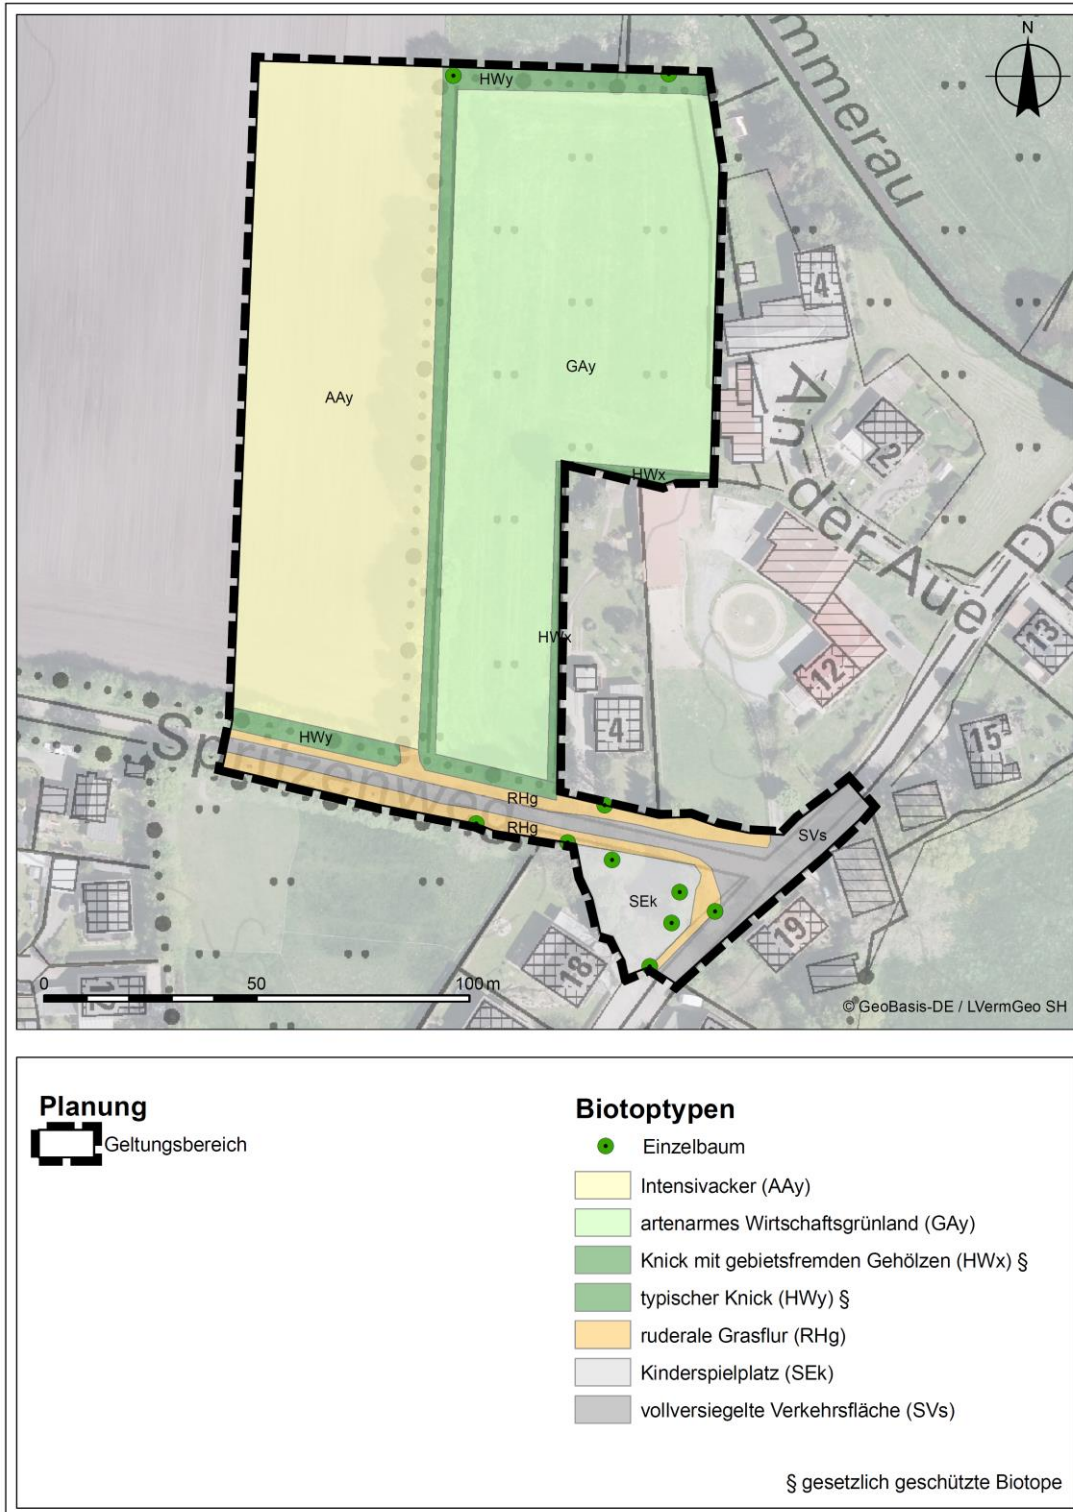 N
mmerau
HWy
4
GAy
AAy
An der Aue
2
HWx
Do
13
HWx
12
4
15
HWy
Spritzenweg
RHg
RHg
SVs
SEk
19
18
0 50 100 m
© GeoBasis-DE / LVermGeo SH
Planung
Geltungsbereich
Biotoptypen
Einzelbaum
Intensivacker (AAy)
artenarmes Wirtschaftsgrünland (GAy)
Knick mit gebietsfremden Gehölzen (HWx) §
typischer Knick (HWy) §
ruderale Grasflur (RHg)
Kinderspielplatz (SEk)
vollversiegelte Verkehrsfläche (SVs)
§ gesetzlich geschützte Biotope